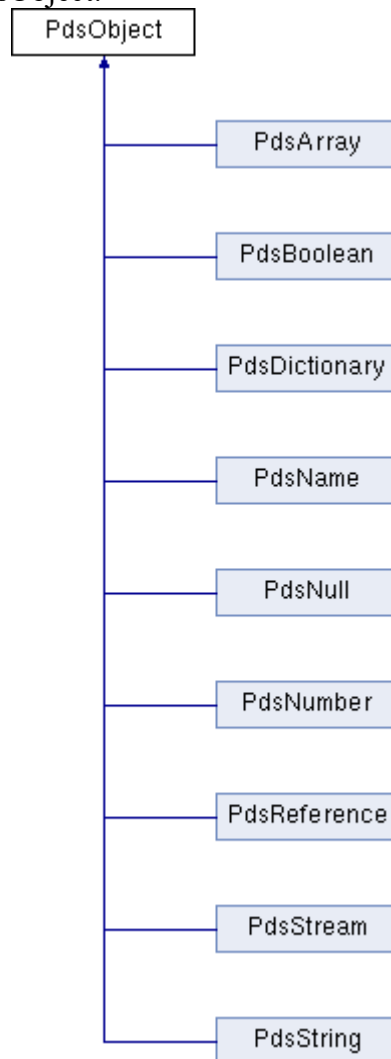 PdsObject
PdsArray
PdsBoolean
PdsDictionary
PdsName
PdsNull
PdsNumber
PdsReference
PdsStream
PdsString